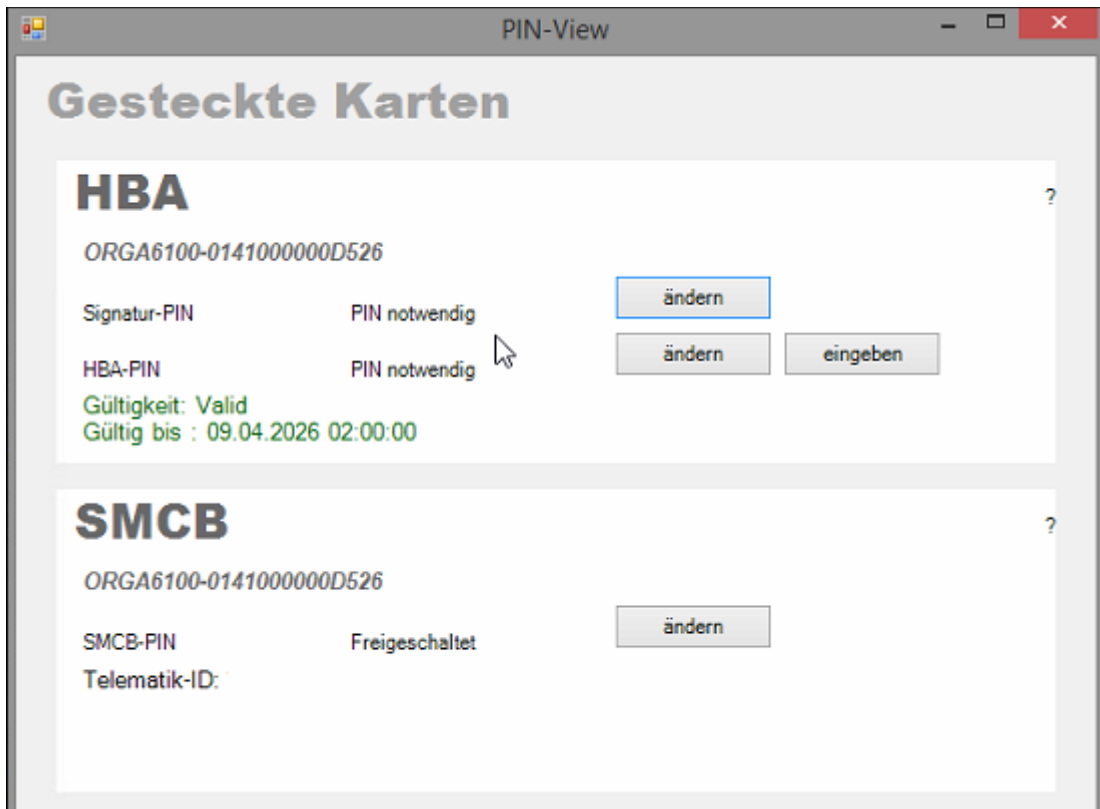 PIN-View
Gesteckte Karten
HBA
?
ORGA6100-0141000000D526
Signatur-PIN PIN notwendig ändern
HBA-PIN PIN notwendig ändern eingeben
Gültigkeit: Valid
Gültig bis : 09.04.2026 02:00:00
SMCB
?
ORGA6100-0141000000D526
SMCB-PIN Freigeschaltet ändern
Telematik-ID: